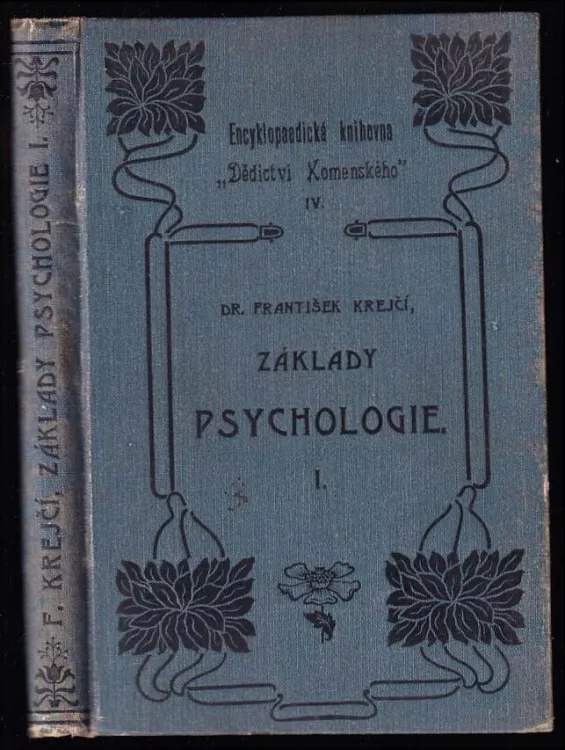 Encyklopaedická knihovna
„Dědictví Komenského"
IV.
DR. FRANTIŠEK KREJČÍ,
ZÁKLADY
PSYCHOLOGIE.
I.
F. KREJČÍ, ZÁKLADY PSYCHOLOGIE I.